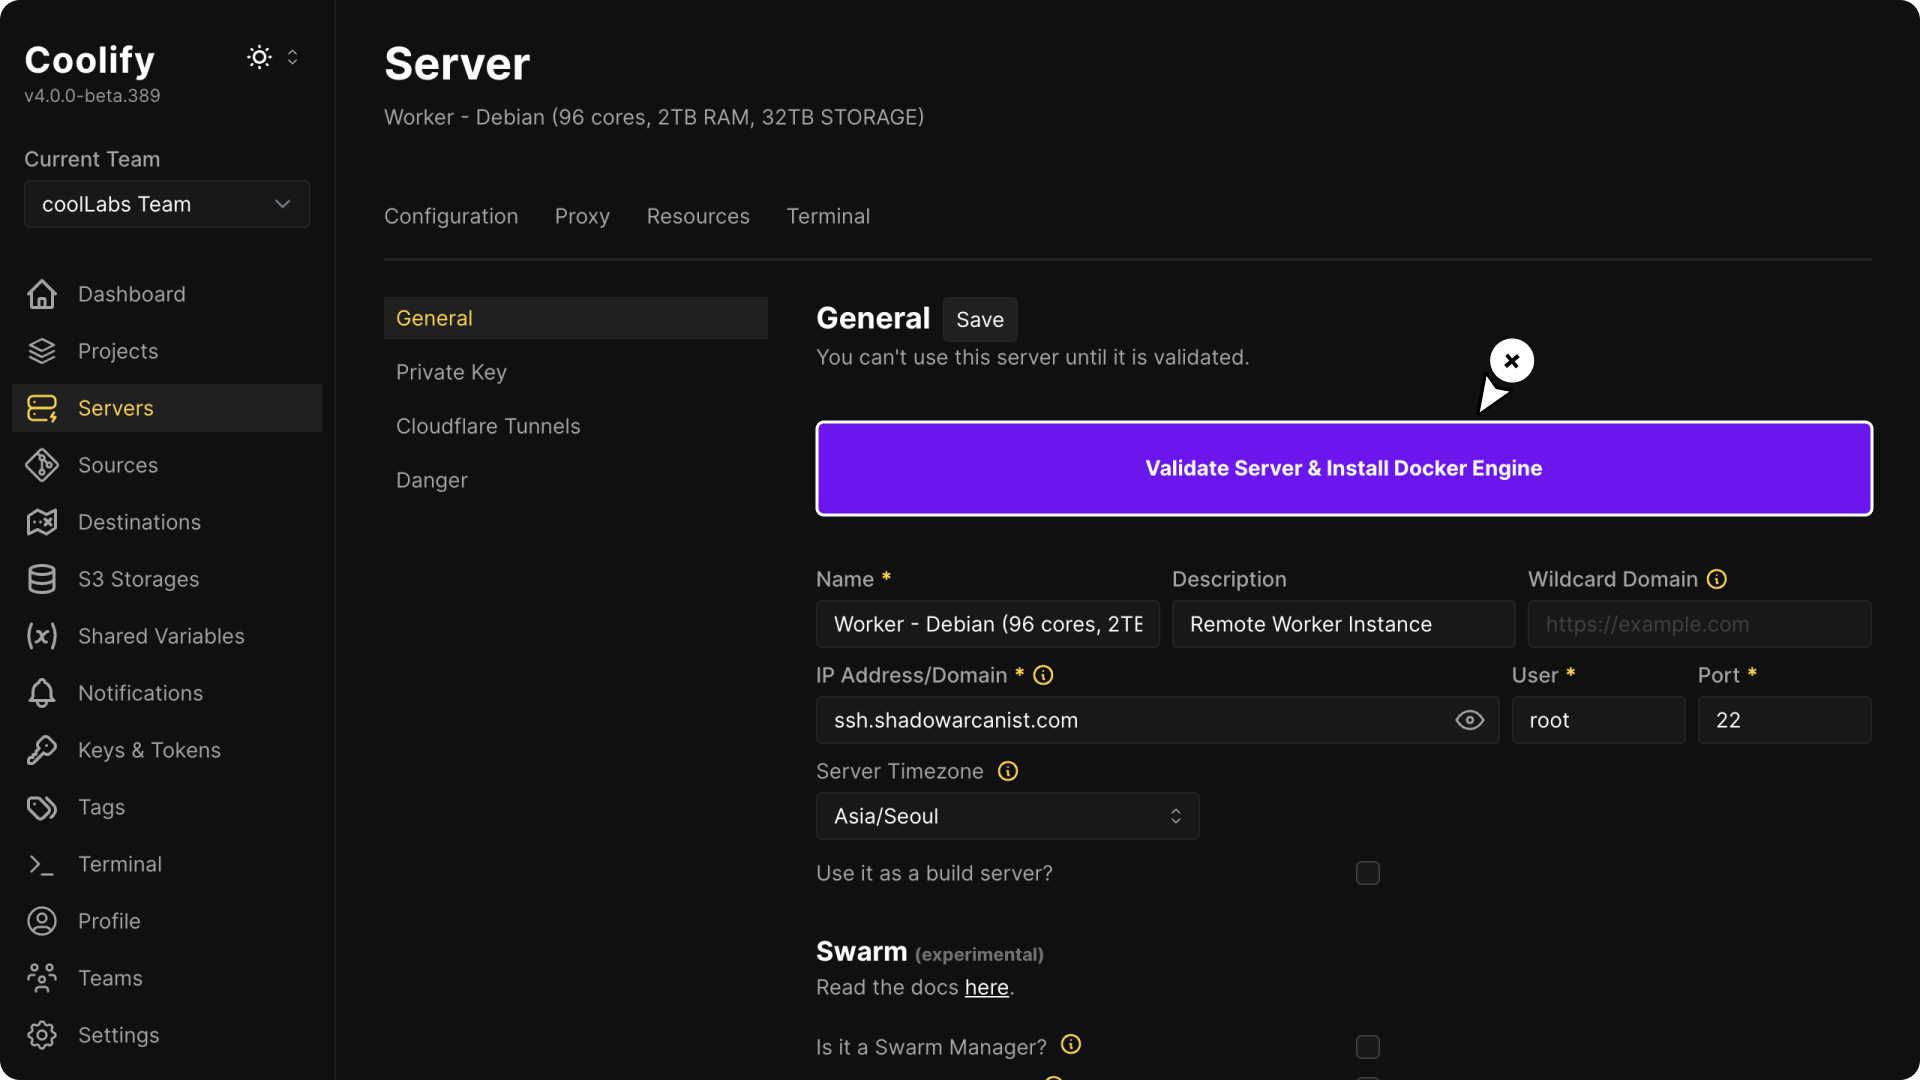 Coolify
v4.0.0-beta.389
Current Team
coolLabs Team
Dashboard
Projects
Servers
Sources
Destinations
S3 Storages
Shared Variables
Notifications
Keys & Tokens
Tags
Terminal
Profile
Teams
Settings
Server
Worker - Debian (96 cores, 2TB RAM, 32TB STORAGE)
Configuration Proxy Resources Terminal
General
Private Key
Cloudflare Tunnels
Danger
General Save
You can't use this server until it is validated.
Validate Server & Install Docker Engine
Name * Description Wildcard Domain
Worker - Debian (96 cores, 2TB Remote Worker Instance https://example.com
IP Address/Domain * User * Port *
ssh.shadowarcanist.com root 22
Server Timezone
Asia/Seoul
Use it as a build server?
Swarm (experimental)
Read the docs here.
Is it a Swarm Manager?